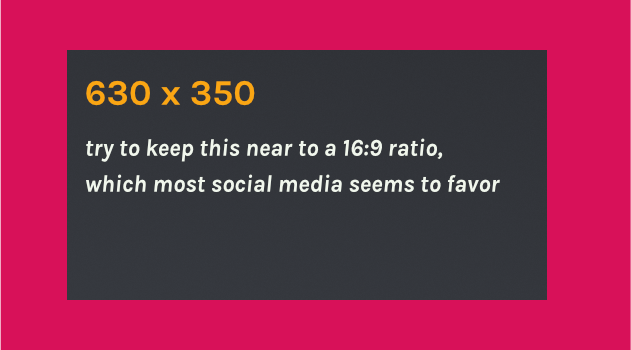 630 x 350
try to keep this near to a 16:9 ratio,
which most social media seems to favor